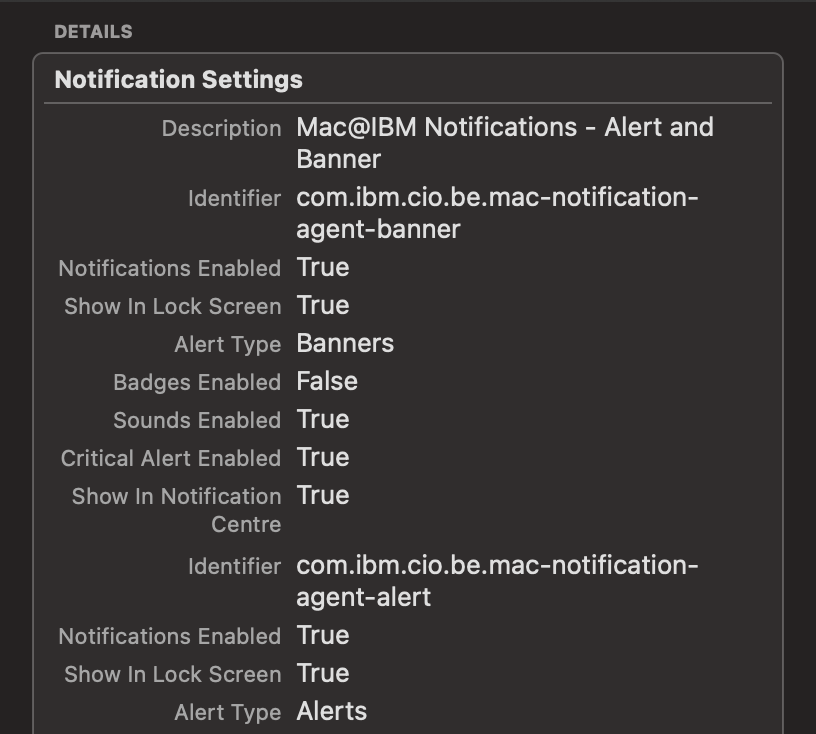 DETAILS
Notification Settings
Description Mac@IBM Notifications - Alert and
Banner
Identifier com.ibm.cio.be.mac-notification-
agent-banner
Notifications Enabled True
Show In Lock Screen True
Alert Type Banners
Badges Enabled False
Sounds Enabled True
Critical Alert Enabled True
Show In Notification True
Centre
Identifier com.ibm.cio.be.mac-notification-
agent-alert
Notifications Enabled True
Show In Lock Screen True
Alert Type Alerts